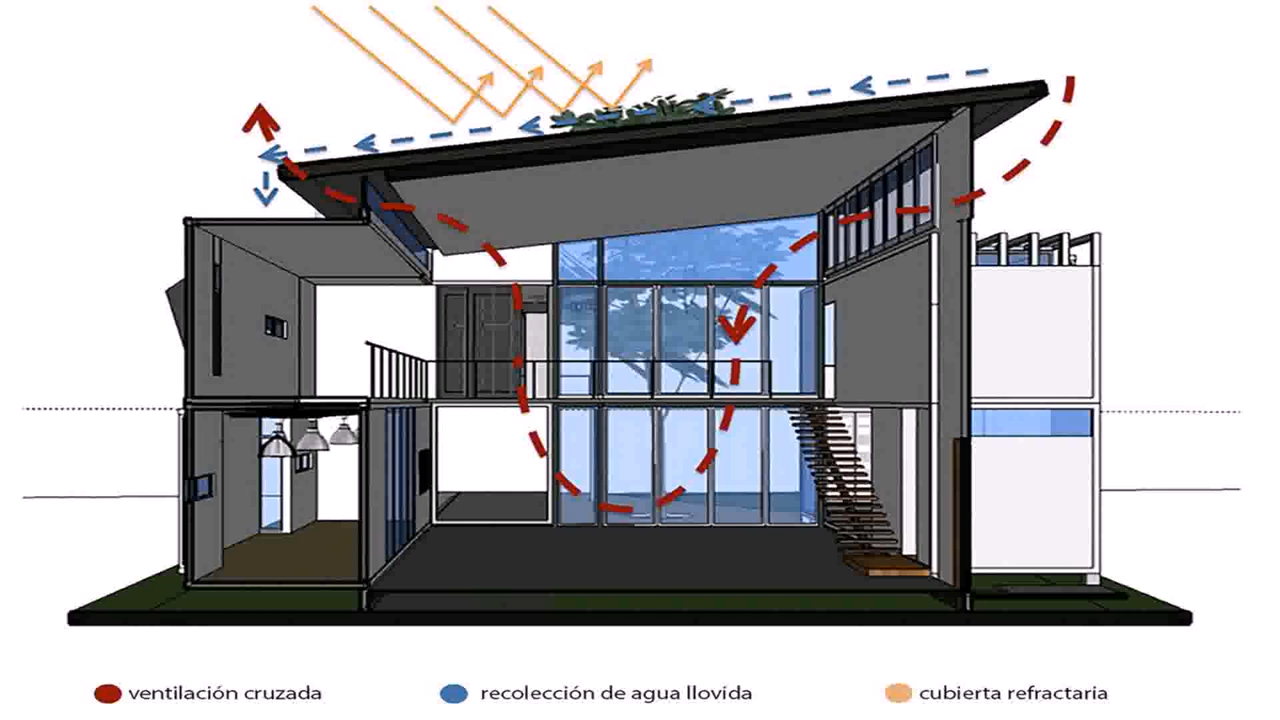 ventilación cruzada
recolección de agua llovida
cubierta refractaria